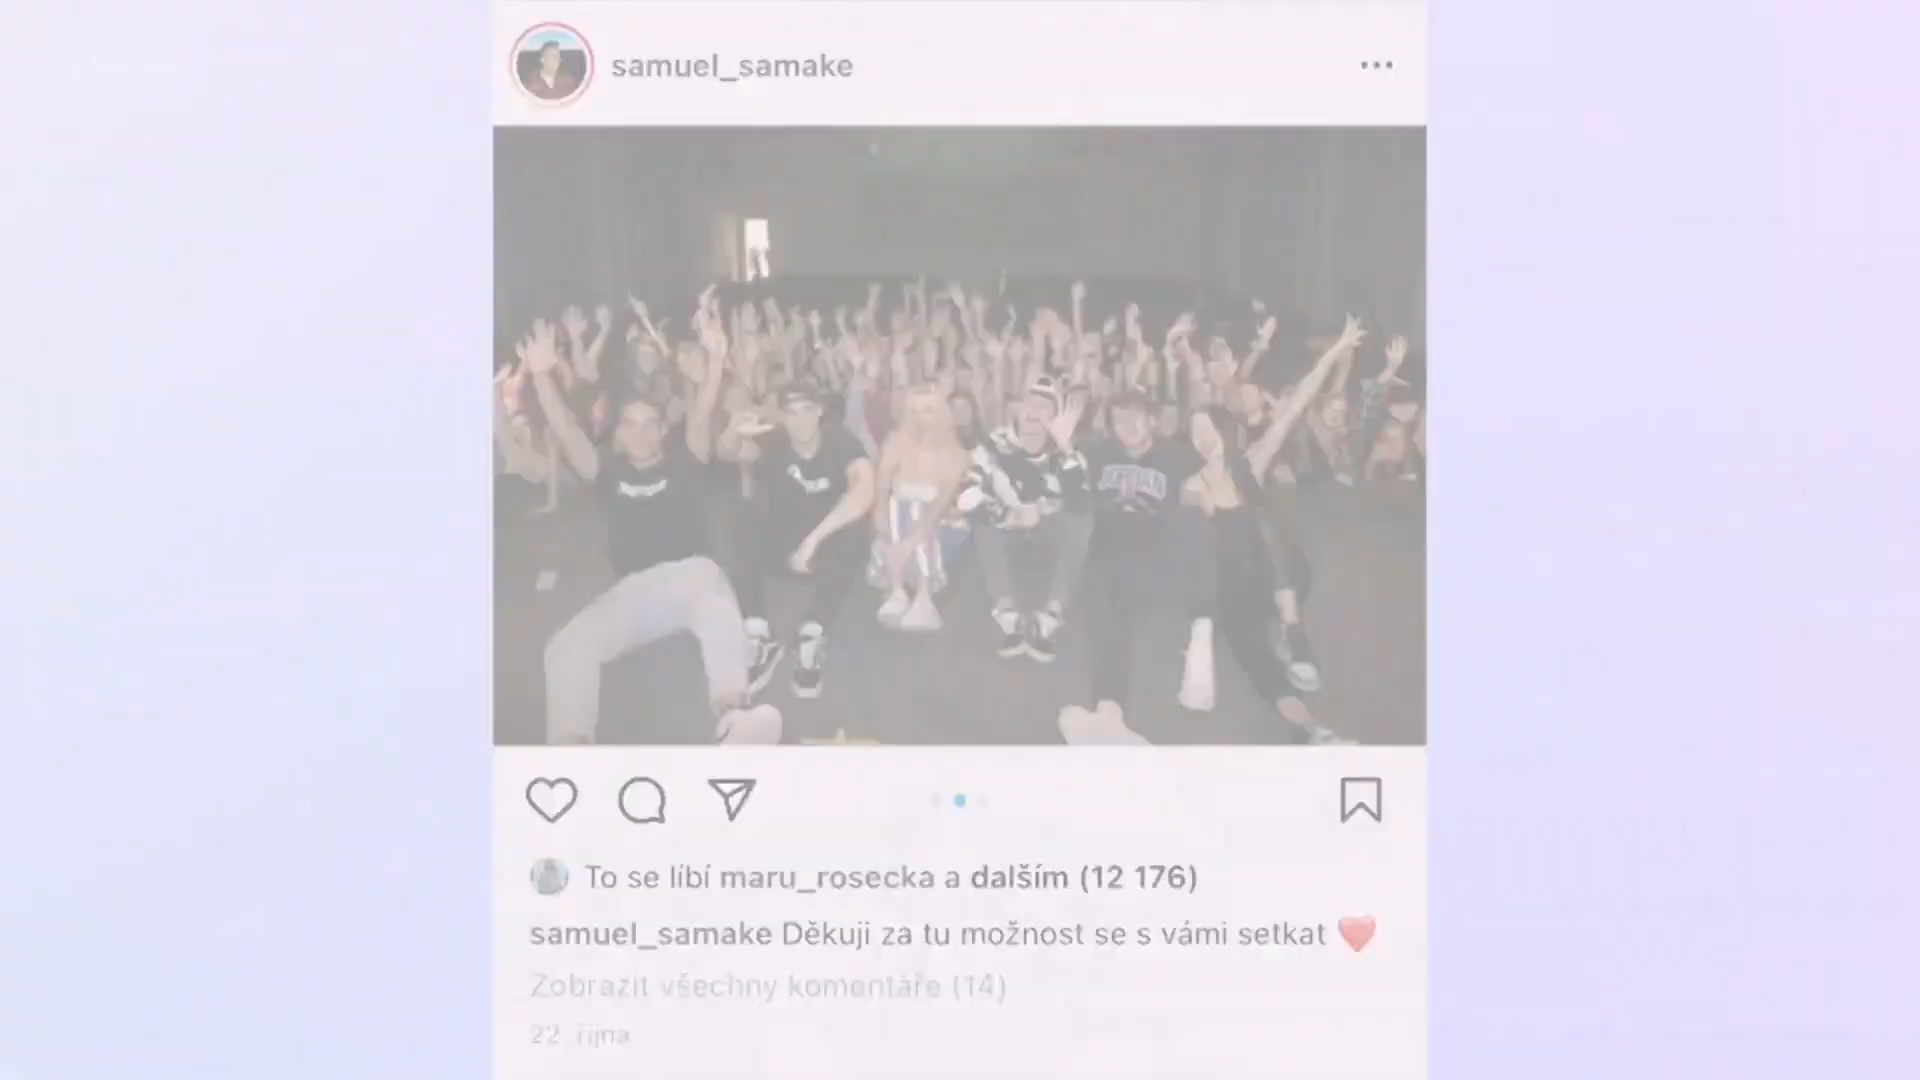 samuel_samake
JORDAN
To se líbí maru_rosecka a dalším (12 176)
samuel_samake Děkuji za tu možnost se s vámi setkat ❤️
Zobrazit všechny komentáře (14)
22. října